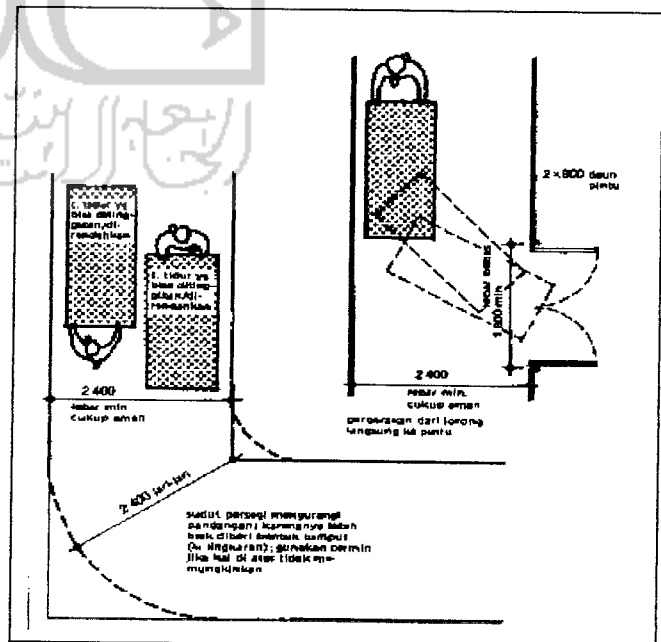 t. tidur yg
bisa diting-
gikan/di-
rendahkan
t. tidur yg
bisa diting-
gikan/di-
rendahkan
2 400
lebar min.
cukup aman
2 400 jari-jari
sudut persegi mengurangi
pandangan; karenanya lebih
baik diberi bentuk tumpul
lingkaran); gunakan cermin
jika hal di atas tidak me-
mungkinkan
2×800 daun
pintu
lebar
1 800 min
2 400
lebar min.
cukup aman
pergerakan dari lorong
langsung ke pintu